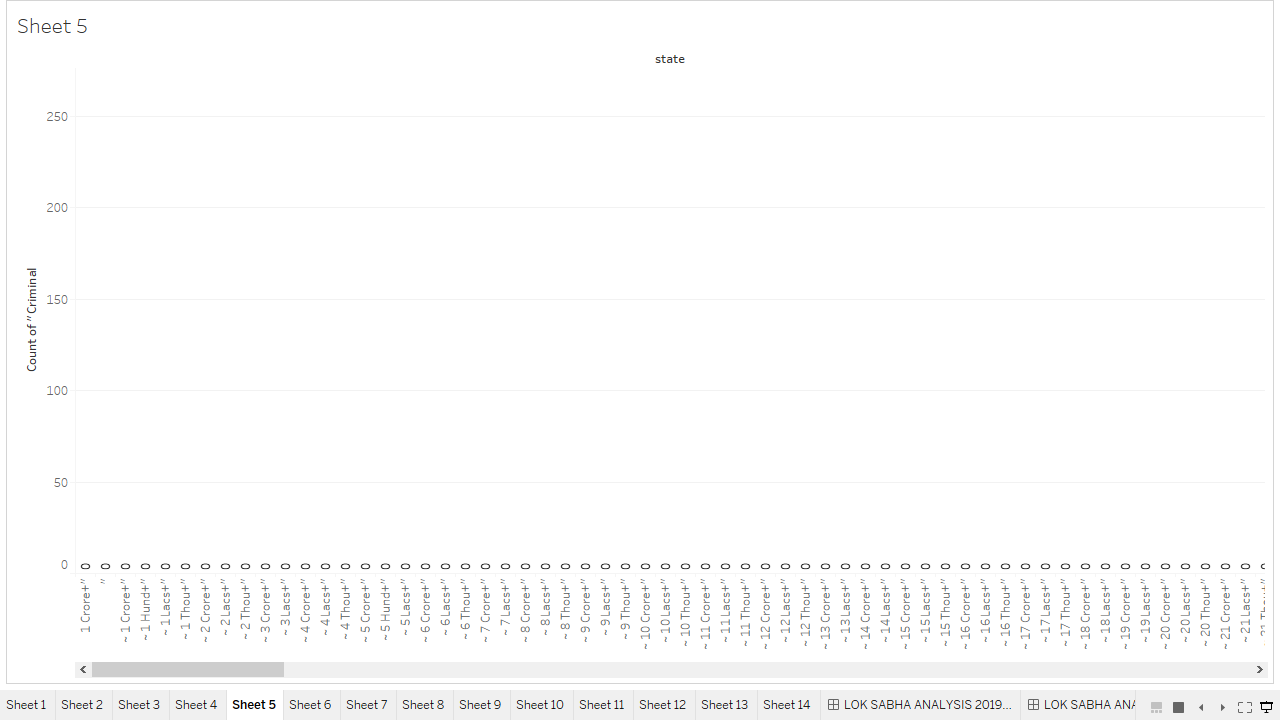 Sheet 5
state
250
200
150
100
50
0
Count of "Criminal
0 0 0 0 0 0 0 0 0 0 0 0 0 0 0 0 0 0 0 0 0 0 0 0 0 0 0 0 0 0 0 0 0 0 0 0 0 0 0 0 0 0 0 0 0 0 0 0 0 0 0 0 0 0 0 0 0 0 0
1 Crore+"
"
~ 1 Crore+"
~ 1 Hund+"
~ 1 Lacs+"
~ 1 Thou+"
~ 2 Crore+"
~ 2 Lacs+"
~ 2 Thou+"
~ 3 Crore+"
~ 3 Lacs+"
~ 4 Crore+"
~ 4 Lacs+"
~ 4 Thou+"
~ 5 Crore+"
~ 5 Hund+"
~ 5 Lacs+"
~ 6 Crore+"
~ 6 Lacs+"
~ 6 Thou+"
~ 7 Crore+"
~ 7 Lacs+"
~ 8 Crore+"
~ 8 Lacs+"
~ 8 Thou+"
~ 9 Crore+"
~ 9 Lacs+"
~ 9 Thou+"
~ 10 Crore+"
~ 10 Lacs+"
~ 10 Thou+"
~ 11 Crore+"
~ 11 Lacs+"
~ 11 Thou+"
~ 12 Crore+"
~ 12 Lacs+"
~ 12 Thou+"
~ 13 Crore+"
~ 13 Lacs+"
~ 14 Crore+"
~ 14 Lacs+"
~ 15 Crore+"
~ 15 Lacs+"
~ 15 Thou+"
~ 16 Crore+"
~ 16 Lacs+"
~ 16 Thou+"
~ 17 Crore+"
~ 17 Lacs+"
~ 17 Thou+"
~ 18 Crore+"
~ 18 Lacs+"
~ 19 Crore+"
~ 19 Lacs+"
~ 20 Crore+"
~ 20 Lacs+"
~ 20 Thou+"
~ 21 Crore+"
~ 21 Lacs+"
Sheet 1 Sheet 2 Sheet 3 Sheet 4 Sheet 5 Sheet 6 Sheet 7 Sheet 8 Sheet 9 Sheet 10 Sheet 11 Sheet 12 Sheet 13 Sheet 14 LOK SABHA ANALYSIS 2019... LOK SABHA ANA